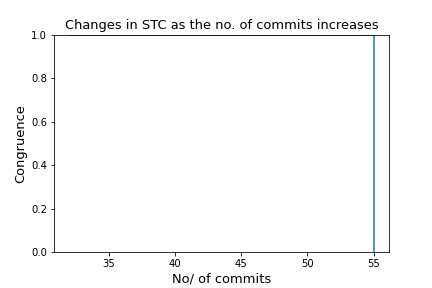 Changes in STC as the no. of commits increases
1.0
0.8
0.6
0.4
0.2
0.0
Congruence
35 40 45 50 55
No/ of commits